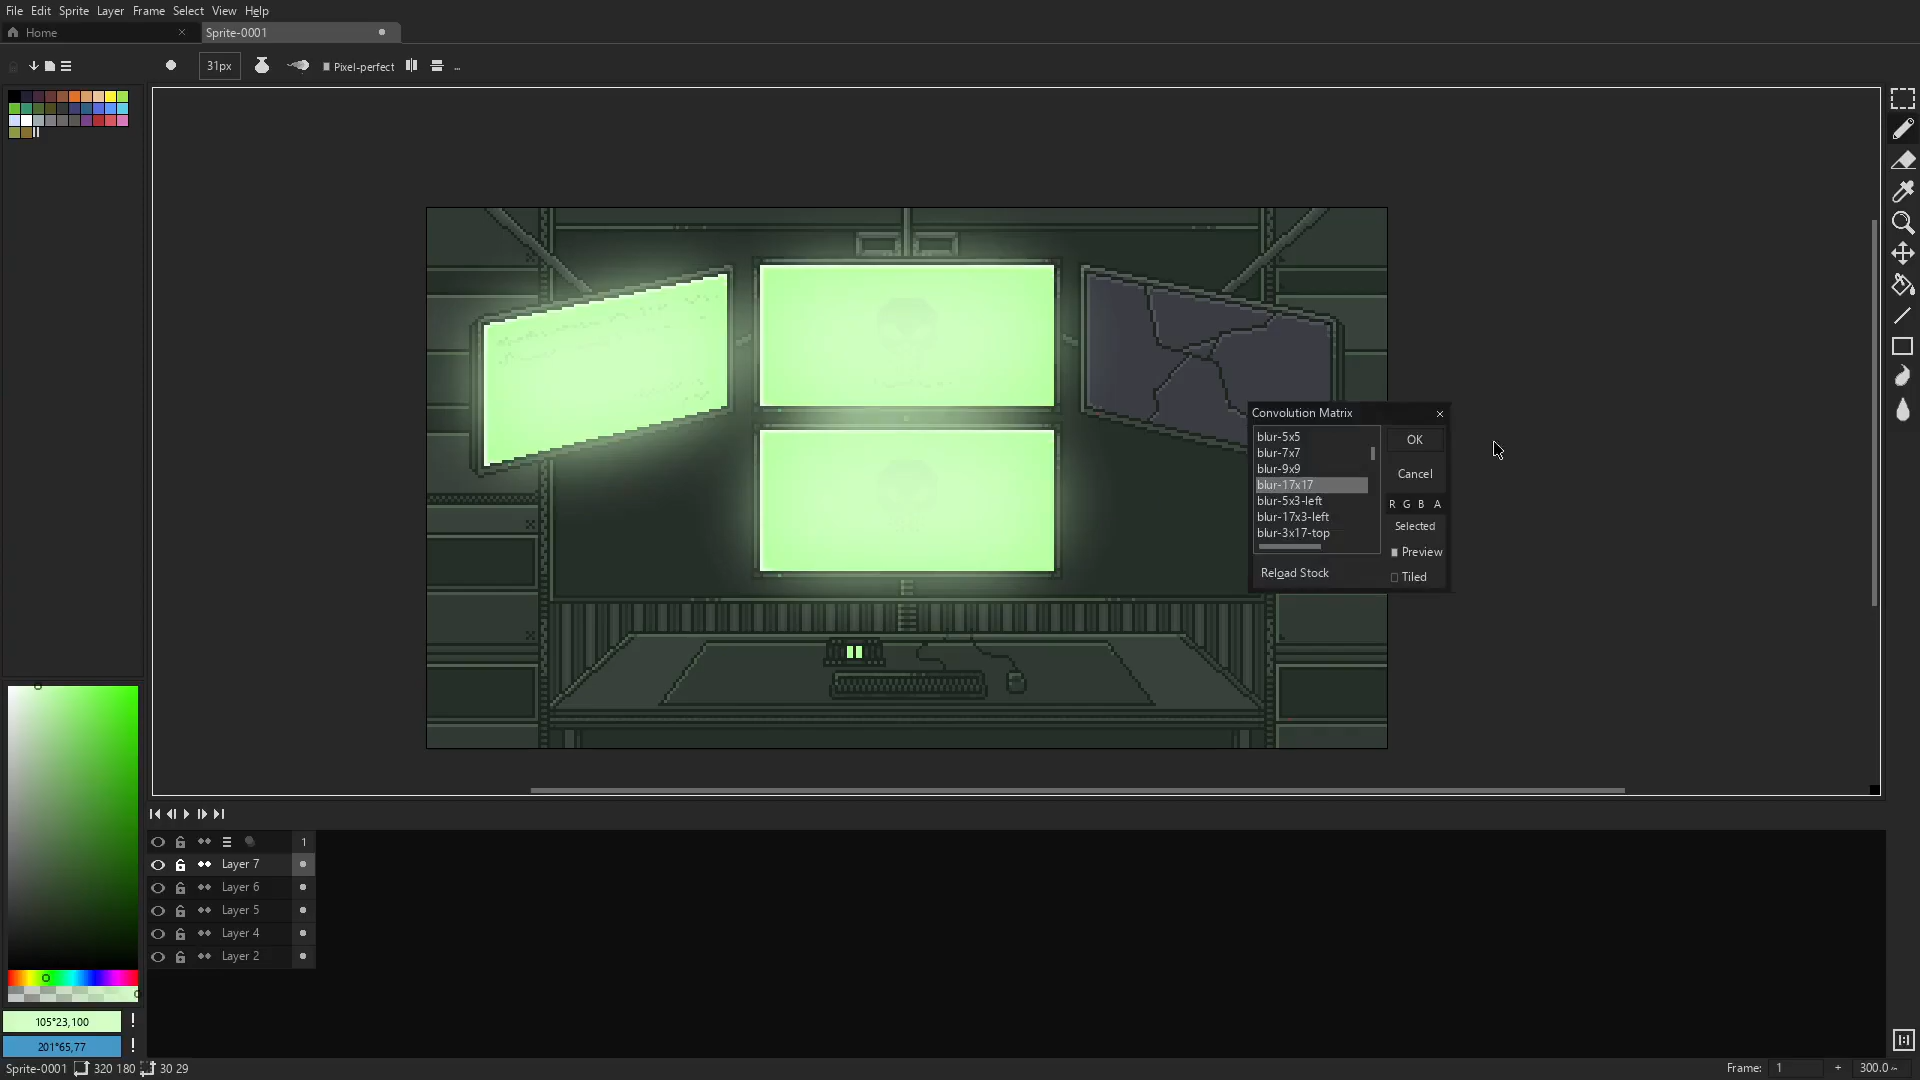 File Edit Sprite Layer Frame Select View Help
Home
Sprite-0001
31px
Pixel-perfect
...
Convolution Matrix
blur-5x5
blur-7x7
blur-9x9
blur-17x17
blur-5x3-left
blur-17x3-left
blur-3x17-top
OK
Cancel
R G B A
Selected
Preview
Tiled
Reload Stock
1
Layer 7
Layer 6
Layer 5
Layer 4
Layer 2
105°23,100
!
201°65,77
!
Sprite-0001 320 180 30 29
Frame: 1 + 300.0